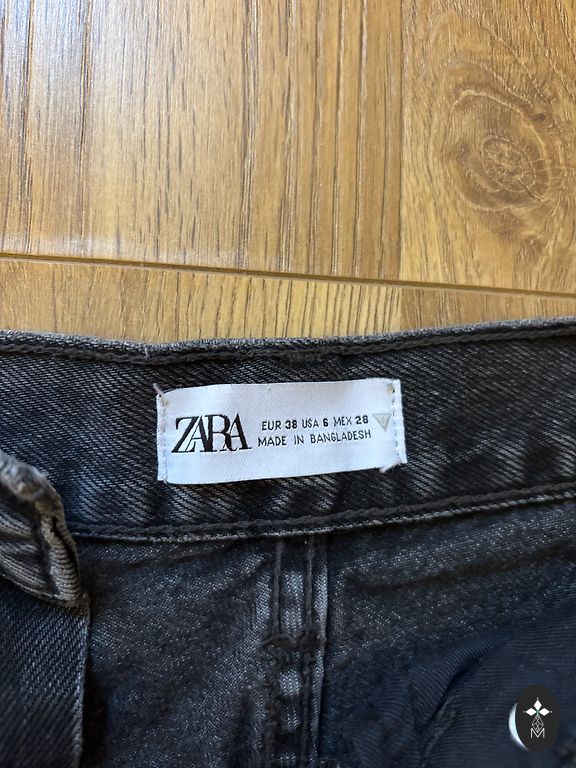 ZARA
EUR 38 USA 6 MEX 28
MADE IN BANGLADESH
M